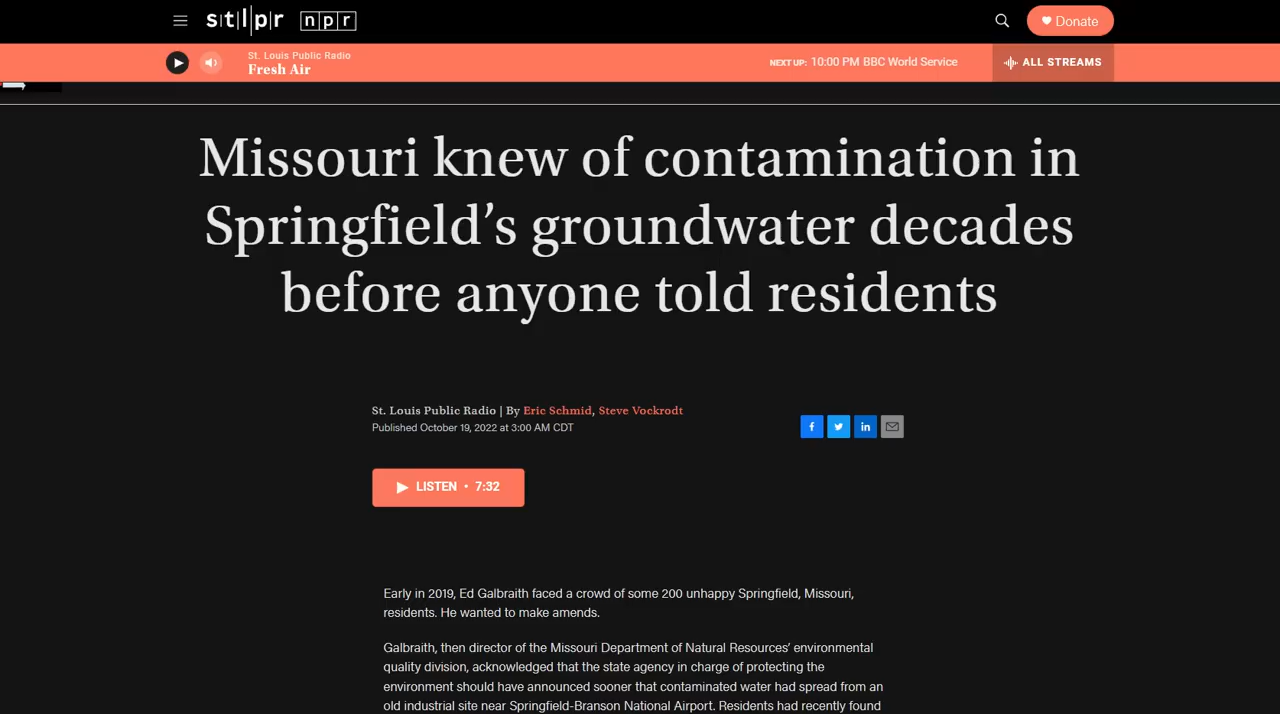 stlpr npr
Donate
St. Louis Public Radio
Fresh Air
NEXT UP: 10:00 PM BBC World Service
ALL STREAMS
Missouri knew of contamination in
Springfield’s groundwater decades
before anyone told residents
St. Louis Public Radio | By Eric Schmid, Steve Vockrodt
Published October 19, 2022 at 3:00 AM CDT
f
in
LISTEN • 7:32
Early in 2019, Ed Galbraith faced a crowd of some 200 unhappy Springfield, Missouri,
residents. He wanted to make amends.
Galbraith, then director of the Missouri Department of Natural Resources’ environmental
quality division, acknowledged that the state agency in charge of protecting the
environment should have announced sooner that contaminated water had spread from an
old industrial site near Springfield-Branson National Airport. Residents had recently found